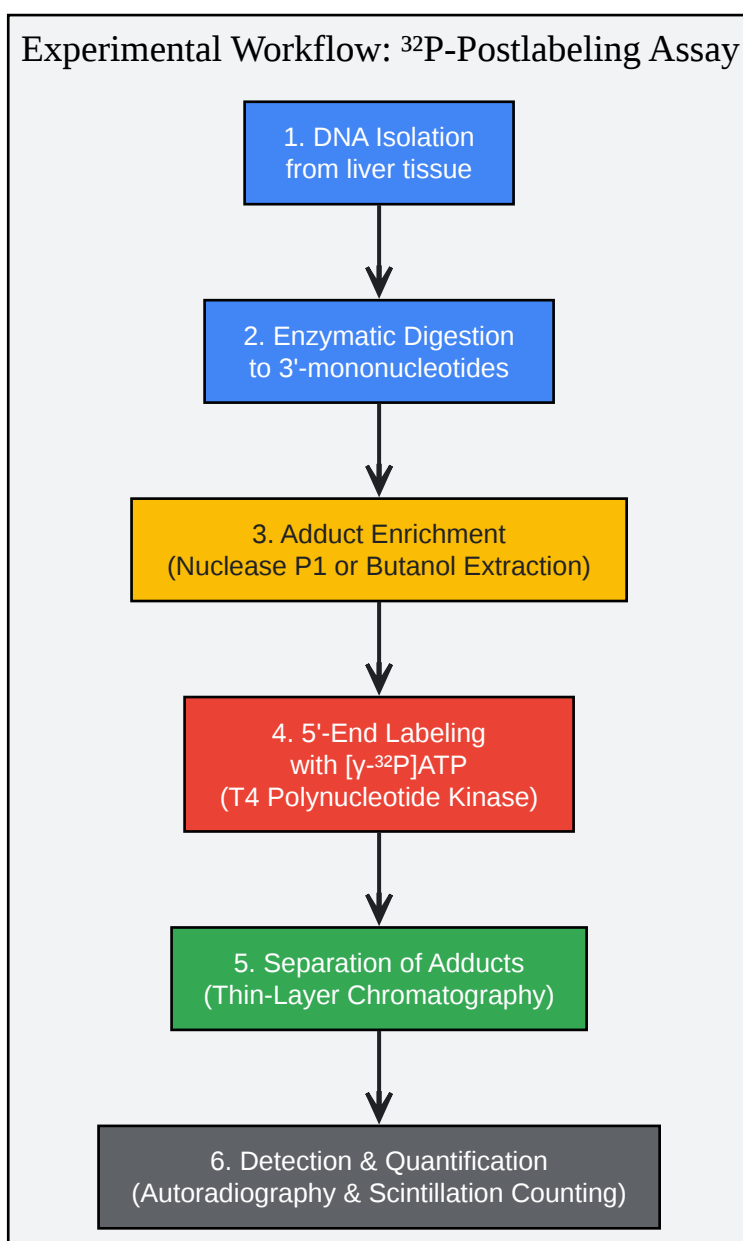 Experimental Workflow: ³²P-Postlabeling Assay
1. DNA Isolation
from liver tissue
2. Enzymatic Digestion
to 3'-mononucleotides
3. Adduct Enrichment
(Nuclease P1 or Butanol Extraction)
4. 5'-End Labeling
with [γ-³²P]ATP
(T4 Polynucleotide Kinase)
5. Separation of Adducts
(Thin-Layer Chromatography)
6. Detection & Quantification
(Autoradiography & Scintillation Counting)